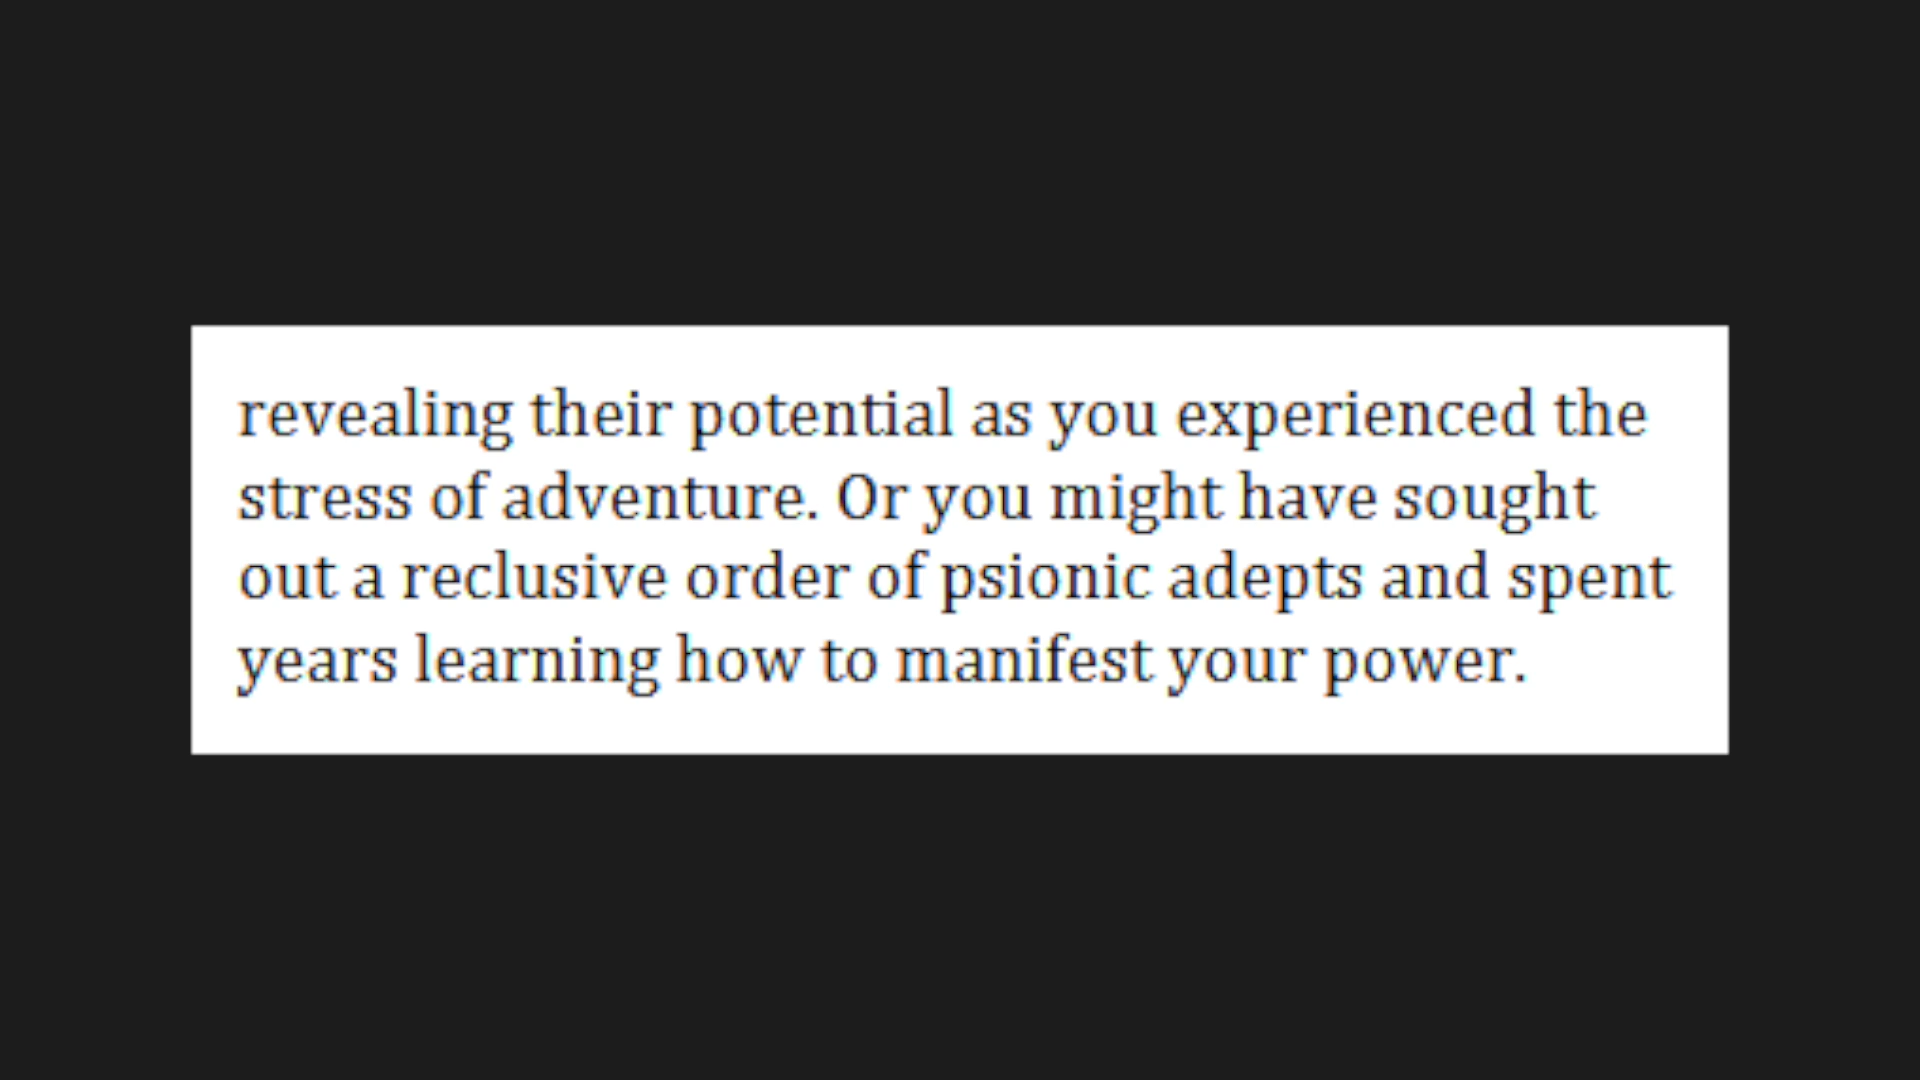 revealing their potential as you experienced the
stress of adventure. Or you might have sought
out a reclusive order of psionic adepts and spent
years learning how to manifest your power.